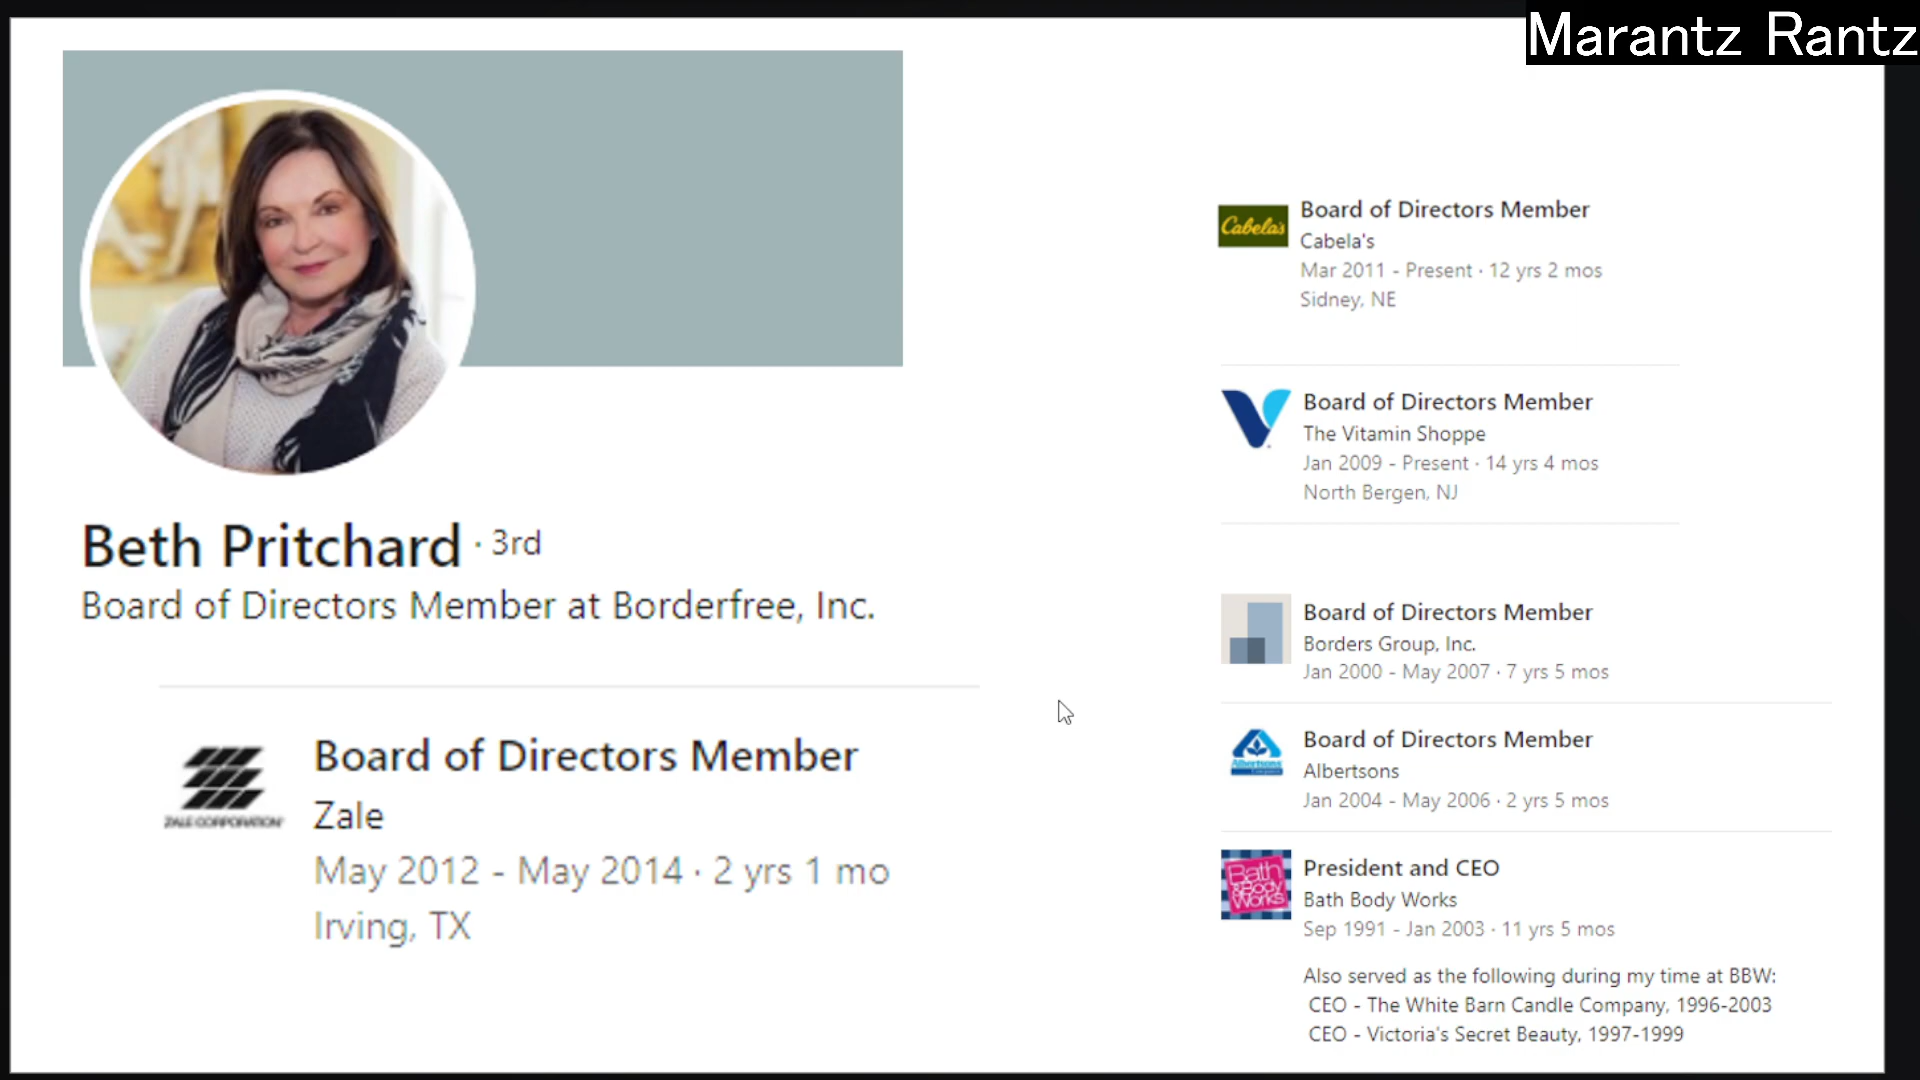 Marantz Rantz
Beth Pritchard · 3rd
Board of Directors Member at Borderfree, Inc.
ZALE CORPORATION
Board of Directors Member
Zale
May 2012 - May 2014 · 2 yrs 1 mo
Irving, TX
Cabela's
Board of Directors Member
Cabela's
Mar 2011 - Present · 12 yrs 2 mos
Sidney, NE
Board of Directors Member
The Vitamin Shoppe
Jan 2009 - Present · 14 yrs 4 mos
North Bergen, NJ
Board of Directors Member
Borders Group, Inc.
Jan 2000 - May 2007 · 7 yrs 5 mos
Albertsons
Board of Directors Member
Albertsons
Jan 2004 - May 2006 · 2 yrs 5 mos
Bath
& Body
Works
President and CEO
Bath Body Works
Sep 1991 - Jan 2003 · 11 yrs 5 mos
Also served as the following during my time at BBW:
CEO - The White Barn Candle Company, 1996-2003
CEO - Victoria's Secret Beauty, 1997-1999